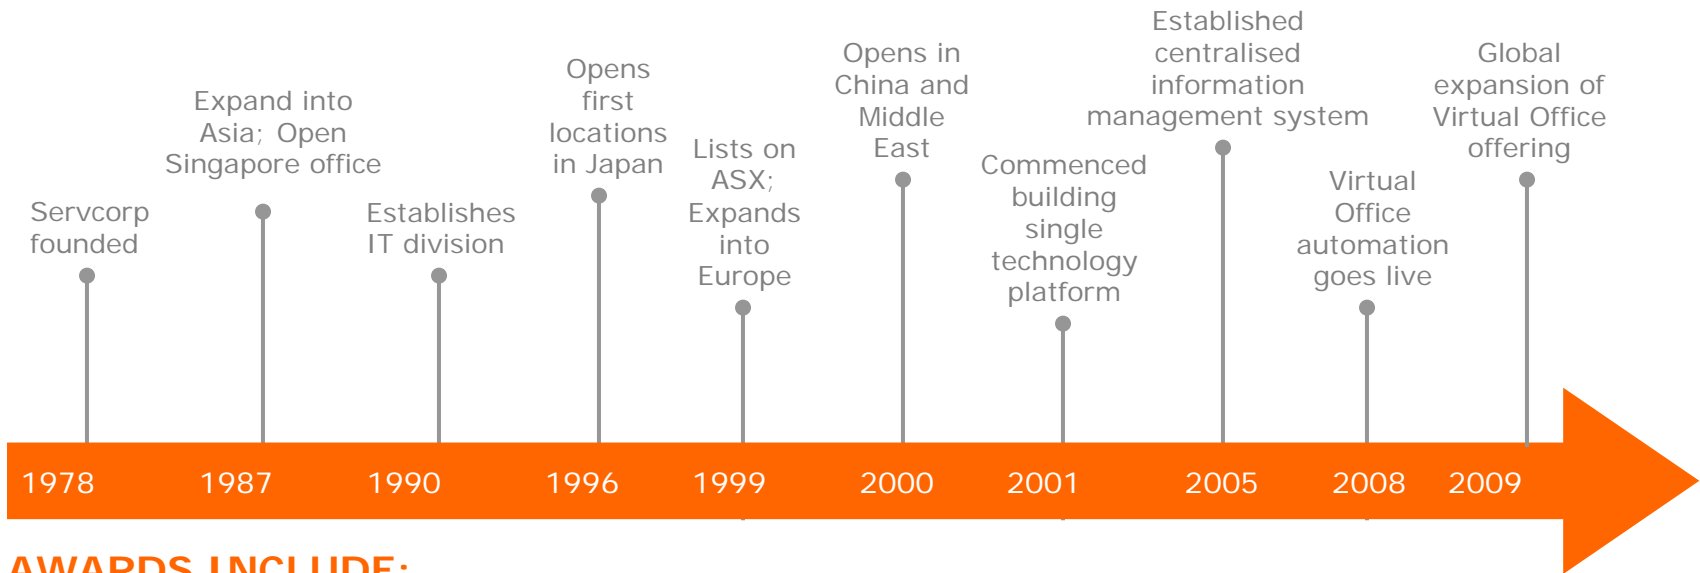 Servcorp
founded
Expand into
Asia; Open
Singapore office
Establishes
IT division
Opens
first
locations
in Japan
Lists on
ASX;
Expands
into
Europe
Opens in
China and
Middle
East
Commenced
building
single
technology
platform
Established
centralised
information
management system
Virtual
Office
automation
goes live
Global
expansion of
Virtual Office
offering
1978 1987 1990 1996 1999 2000 2001 2005 2008 2009
AWARDS INCLUDE: